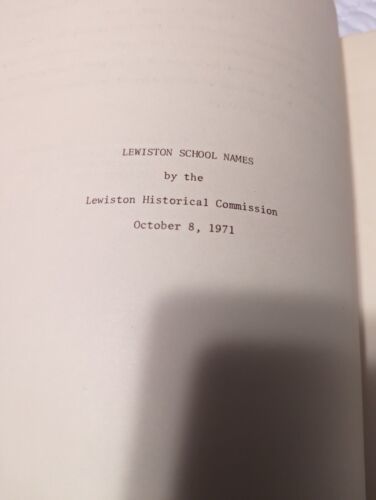 LEWISTON SCHOOL NAMES
by the
Lewiston Historical Commission
October 8, 1971